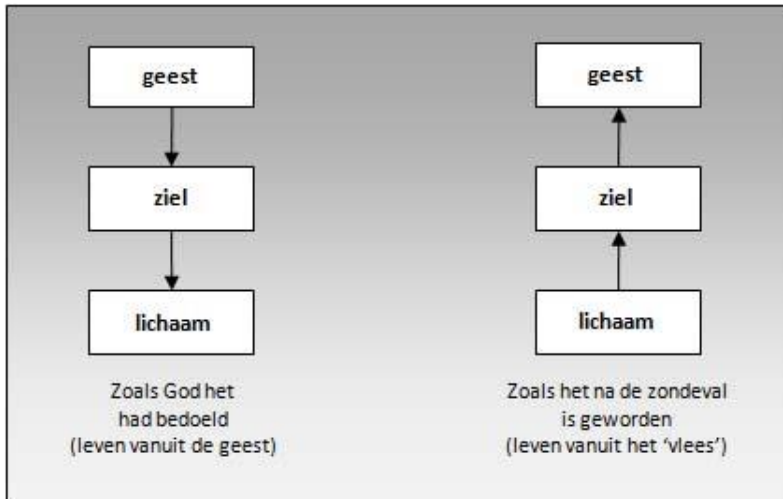 geest
ziel
lichaam
Zoals God het
had bedoeld
(leven vanuit de geest)
geest
ziel
lichaam
Zoals het na de zondeval
is geworden
(leven vanuit het ‘vlees’)